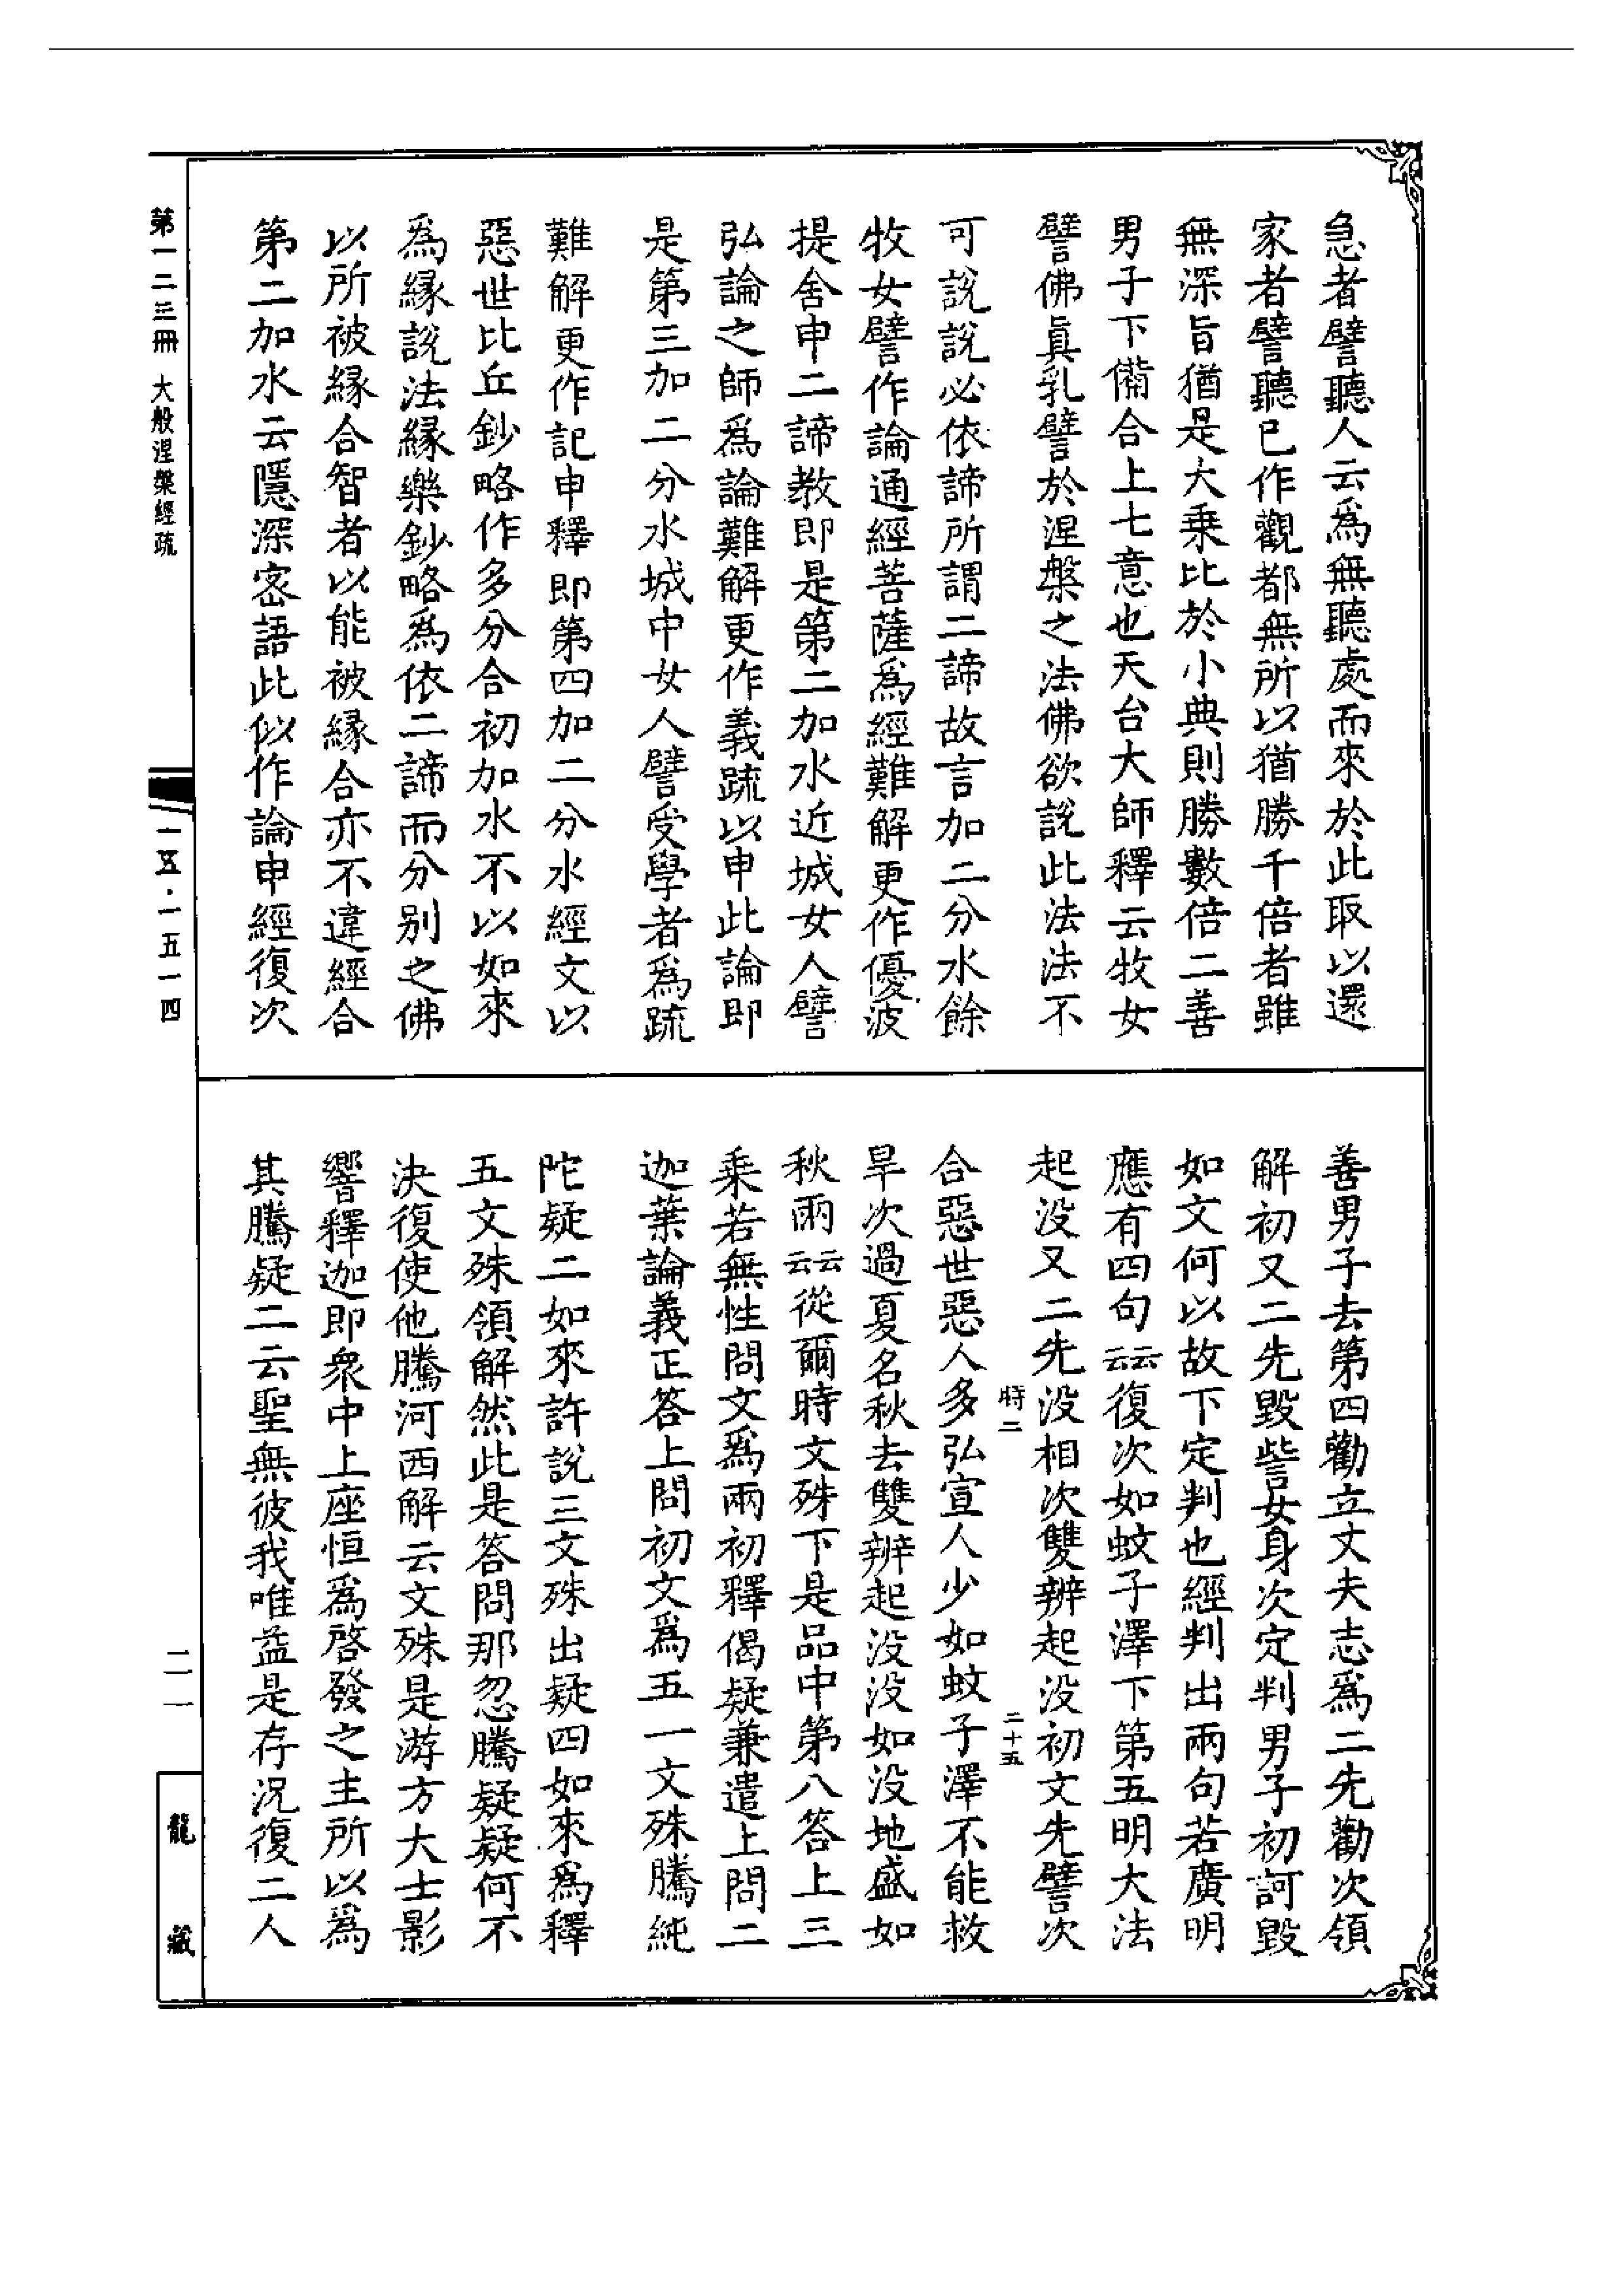 急者譬聽人云爲無聽處而來於此取以還
家者譬聽已作觀都無所以猶勝千倍者雖
無深旨猶是大乘比於小典則勝數倍二善
男子下備合上七意也天台大師釋云牧女
譬佛眞乳譬於涅槃之法佛欲說此法法不
可說說必依諦所謂二諦故言加二分水餘
牧女譬作論通經菩薩爲經難解更作優波
提舍申二諦教即是第二加水近城女人譬
弘論之師爲論難解更作義疏以申此論即
是第三加二分水城中女人譬受學者爲疏
難解更作記申釋即第四加二分水經文以
惡世比丘鈔略作多分合初加水不以如來
爲緣說法緣樂鈔略爲依二諦而分別之佛
以所被緣合智者以能被緣合亦不違經合
第二加水云隱深密語此似作論申經復次
善男子去第四勸立丈夫志爲二先勸次領
解初又二先毀訾女身次定判男子初訶毀
如文何以故下定判也經判出兩句若廣明
應有四句云云復次如蚊子澤下第五明大法
起没又二先没相次雙辨起没初文先譬次
時二
二十五
合惡世惡人多弘宣人少如蚊子澤不能救
旱次過夏名秋去雙辨起没没如没地盛如
秋雨云云從爾時文殊下是品中第八答上三
乘若無性問文爲兩初釋偈疑兼遣上問二
迦葉論義正答上問初文爲五一文殊騰純
陀疑二如來許說三文殊出疑四如來爲釋
五文殊領解然此是答問那忽騰疑疑何不
決復使他騰河西解云文殊是游方大士影
響釋迦即衆中上座恒爲啓發之主所以爲
其騰疑二云聖無彼我唯益是存況復二人
第一二三冊 大般涅槃經疏
一五·一五一四
二一
龍藏